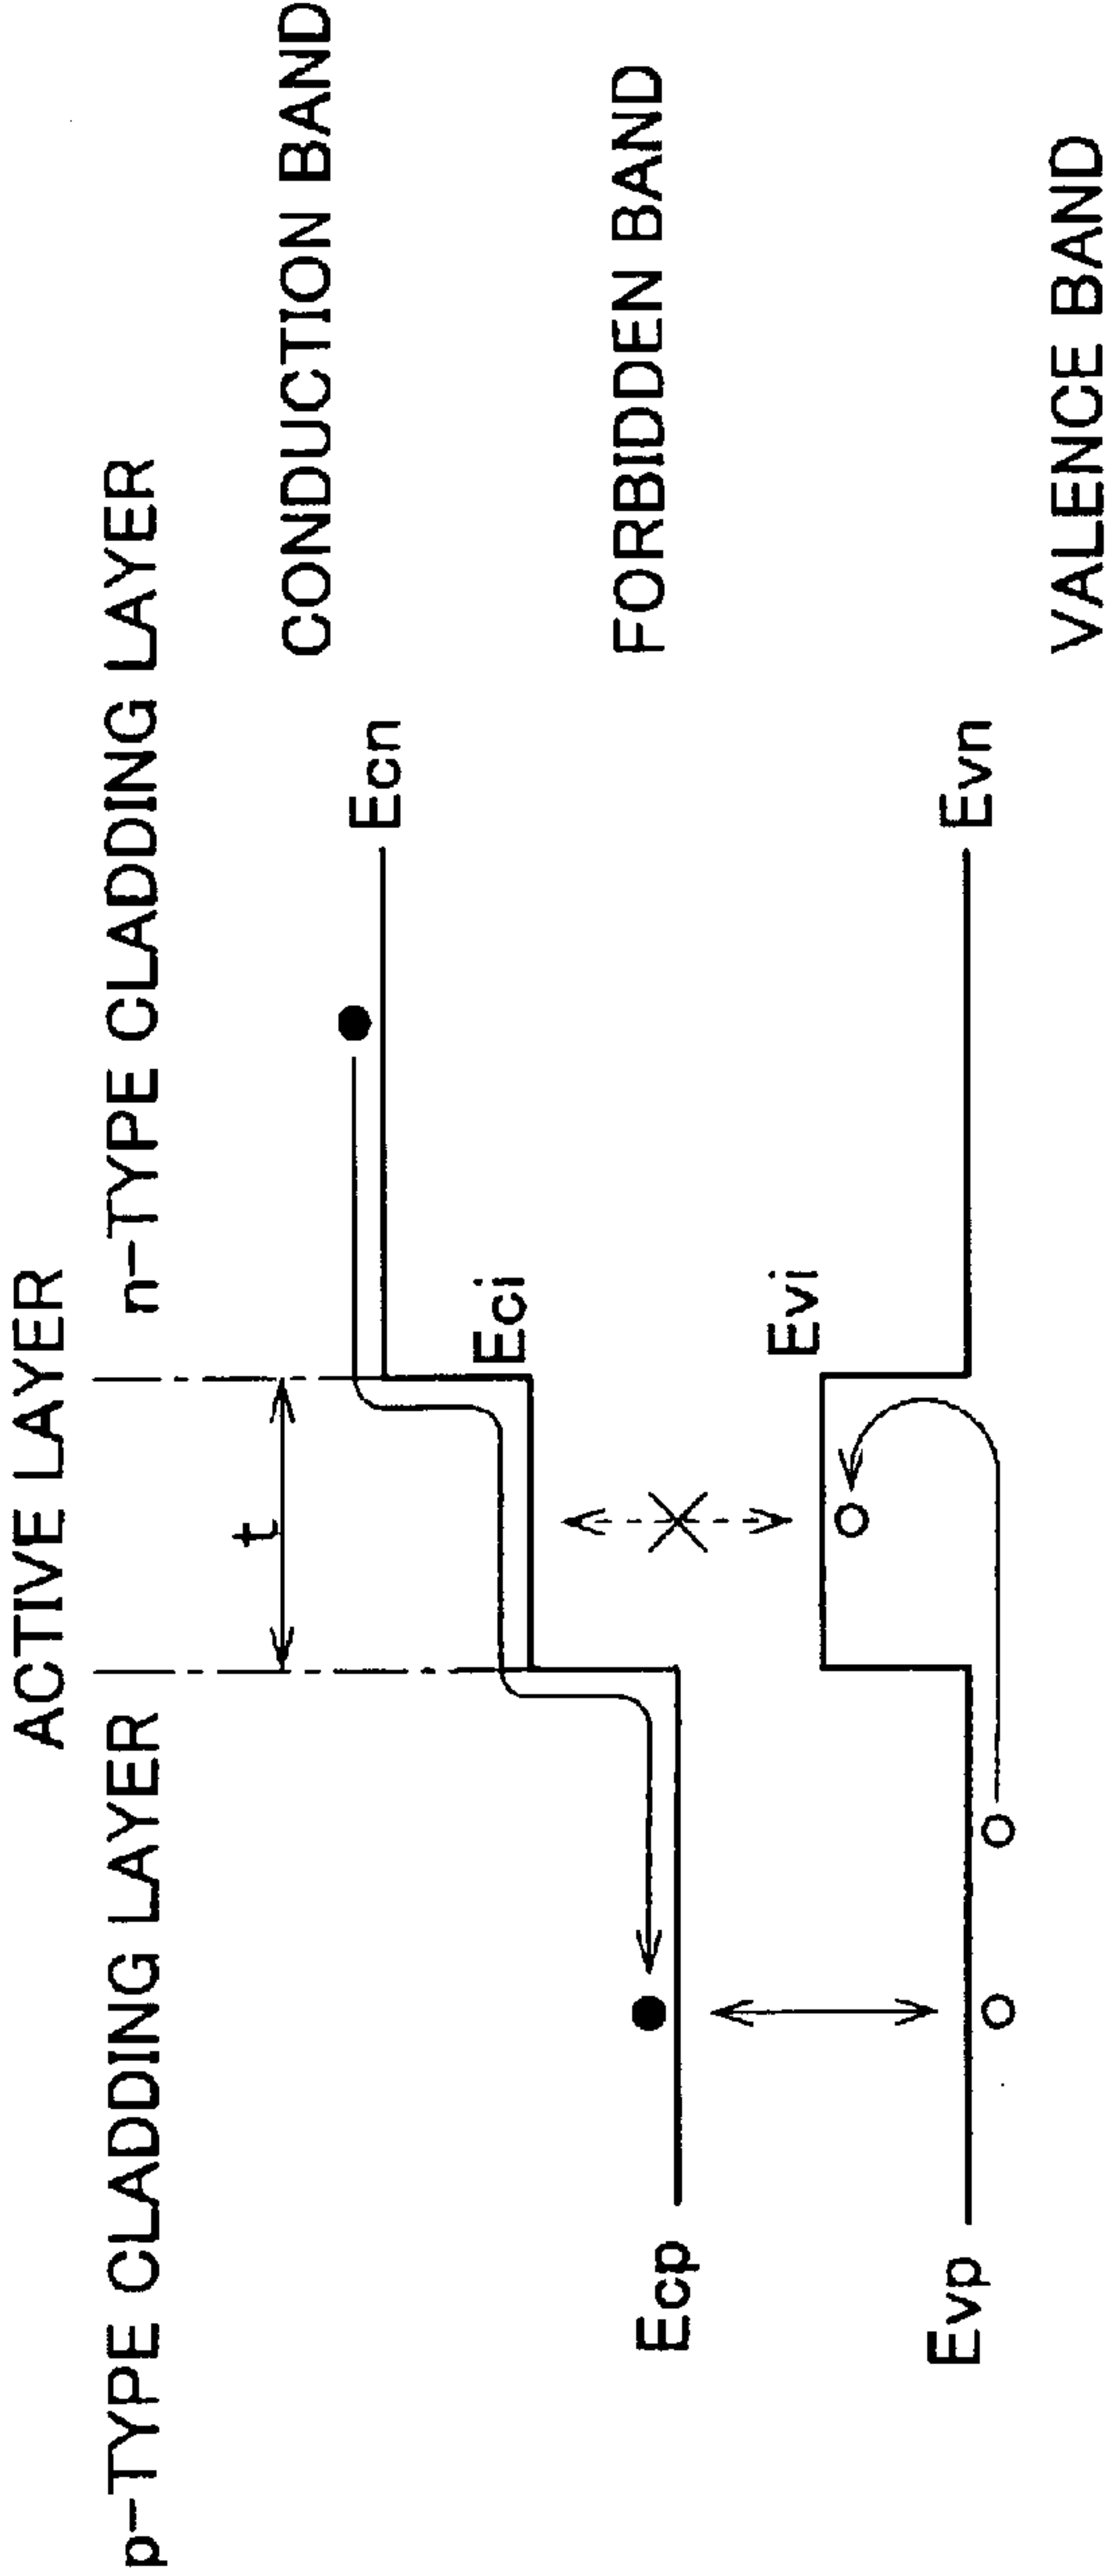 ACTIVE LAYER
p-TYPE CLADDING LAYER
n-TYPE CLADDING LAYER
t
CONDUCTION BAND
Ecn
Eci
Ecp
FORBIDDEN BAND
Evi
Evp
Evn
VALENCE BAND